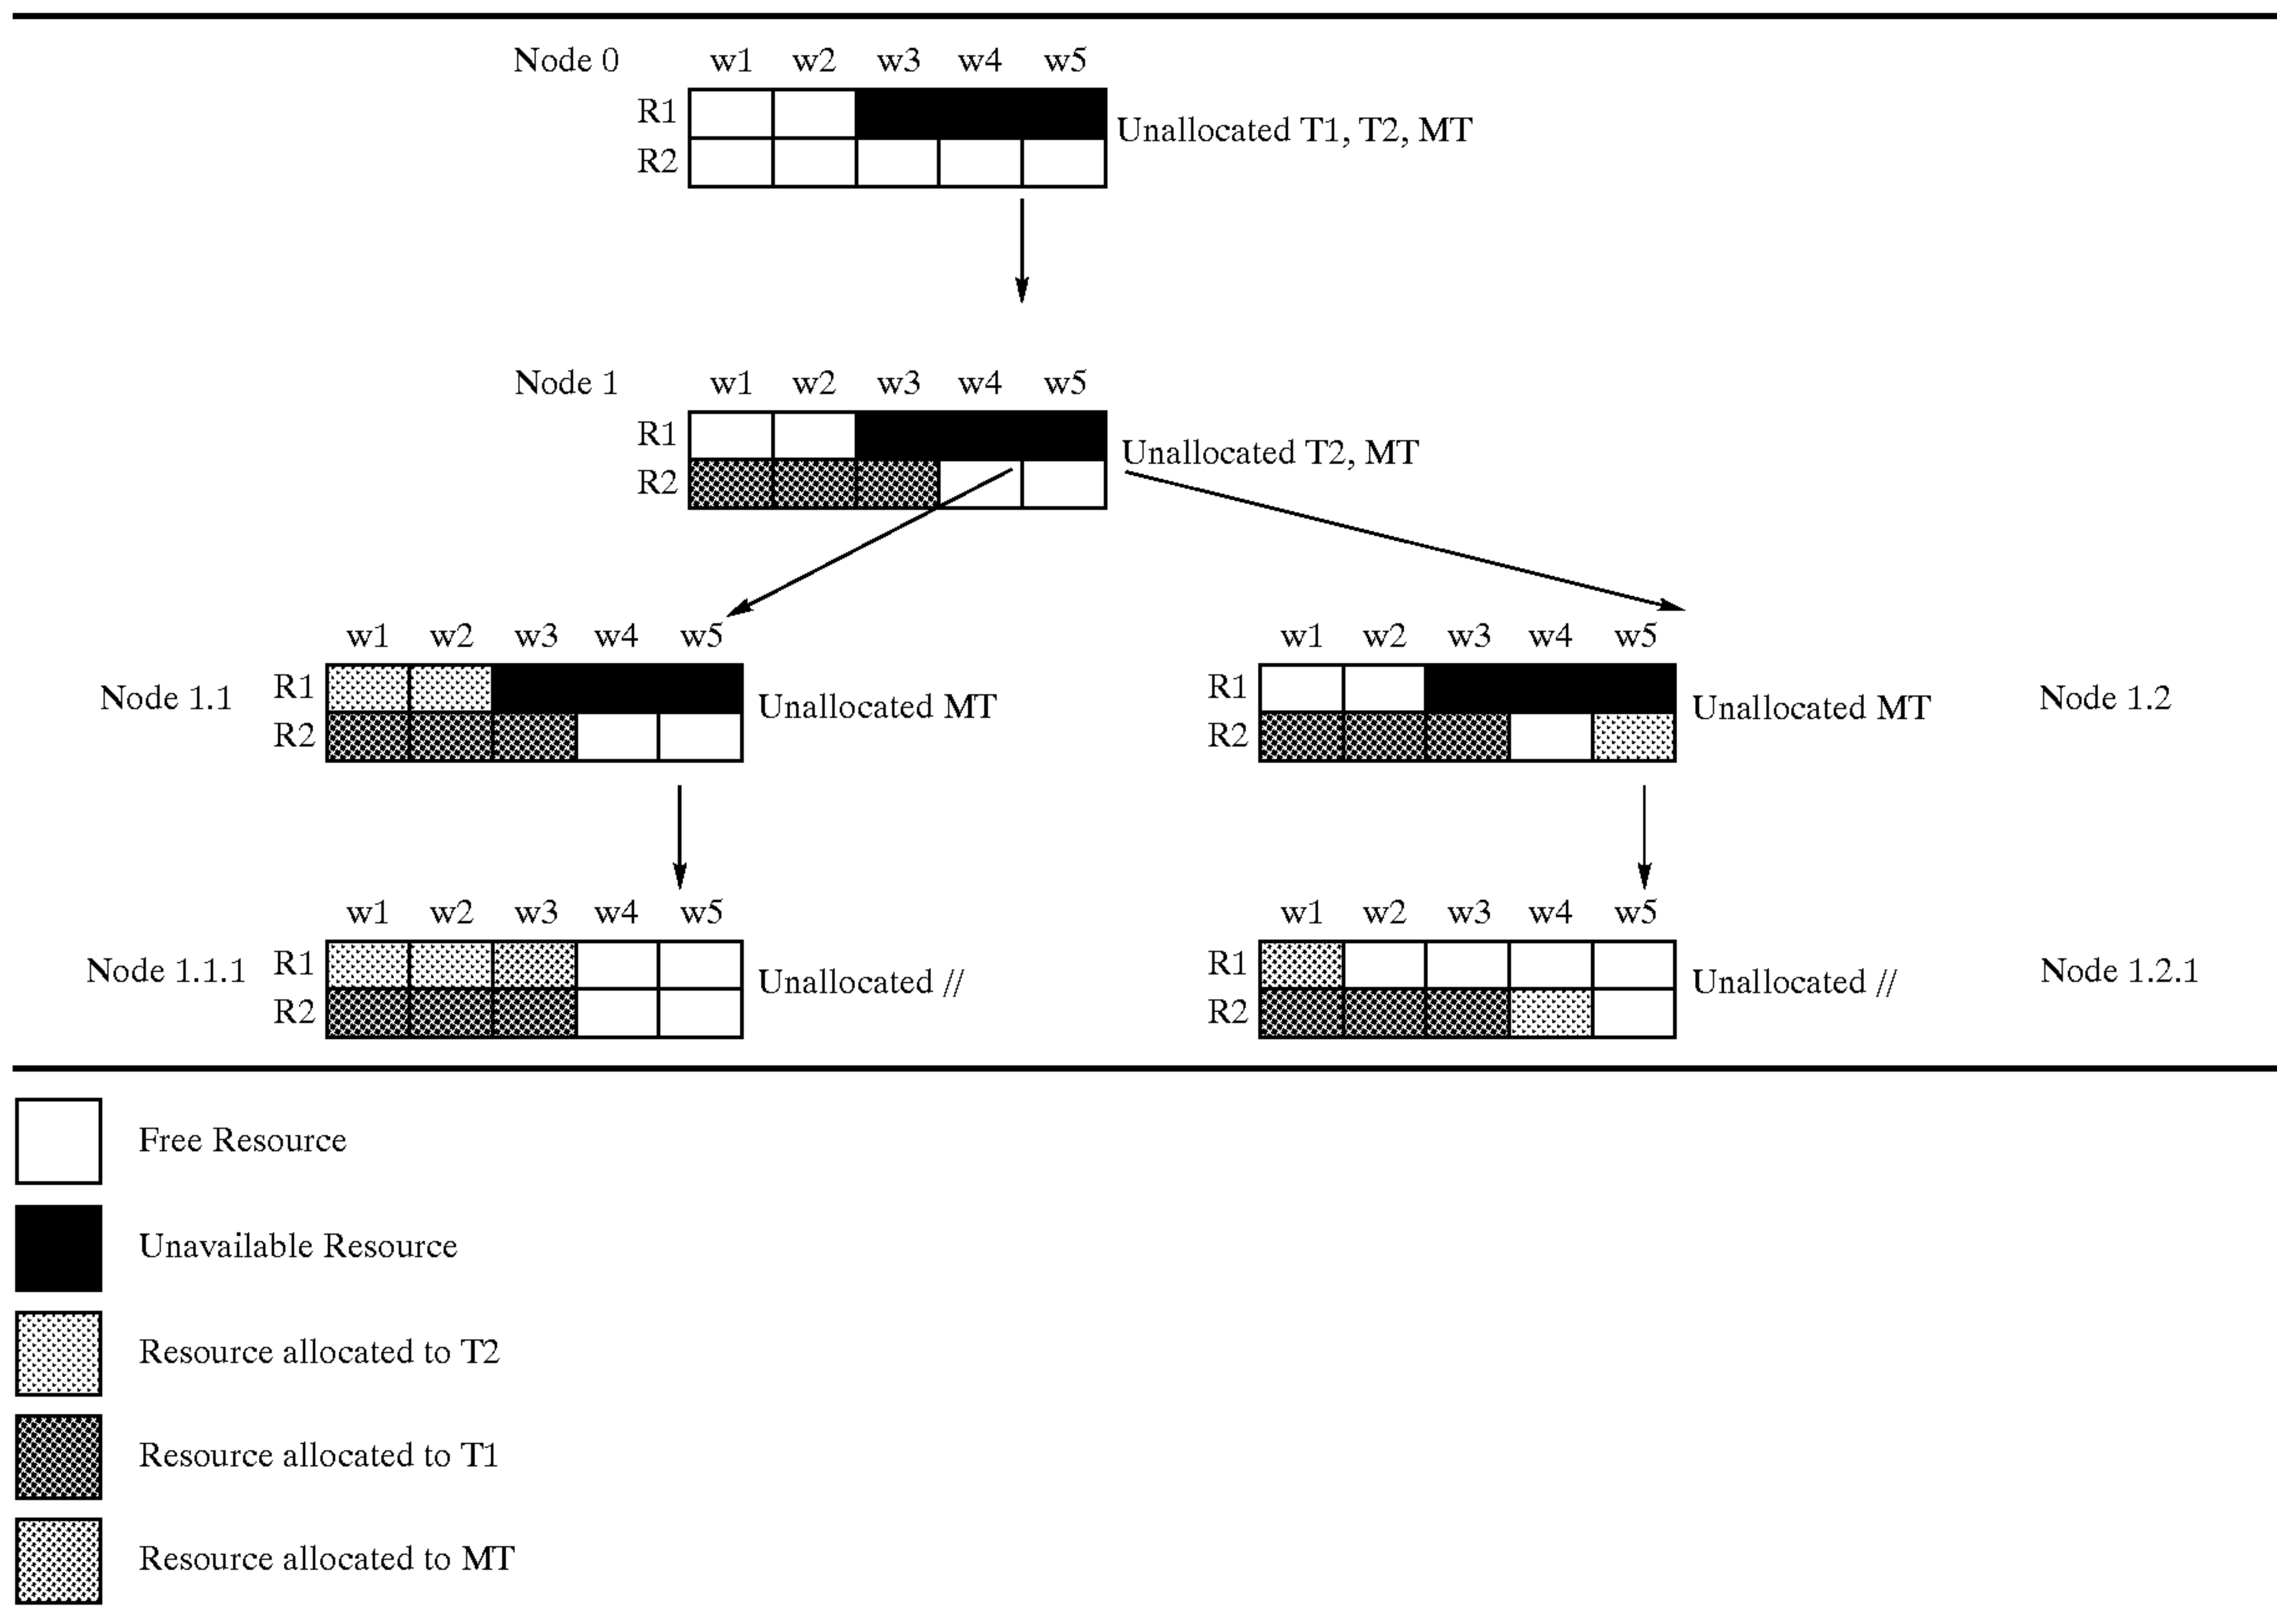 Node 0 w1 w2 w3 w4 w5
R1
Unallocated T1, T2, MT
R2
Node 1 w1 w2 w3 w4 w5
R1
Unallocated T2, MT
R2
w1 w2 w3 w4 w5
Node 1.1 R1
Unallocated MT
R2
w1 w2 w3 w4 w5
R1
Unallocated MT Node 1.2
R2
w1 w2 w3 w4 w5
Node 1.1.1 R1
Unallocated //
R2
w1 w2 w3 w4 w5
R1
Unallocated // Node 1.2.1
R2
Free Resource
Unavailable Resource
Resource allocated to T2
Resource allocated to T1
Resource allocated to MT